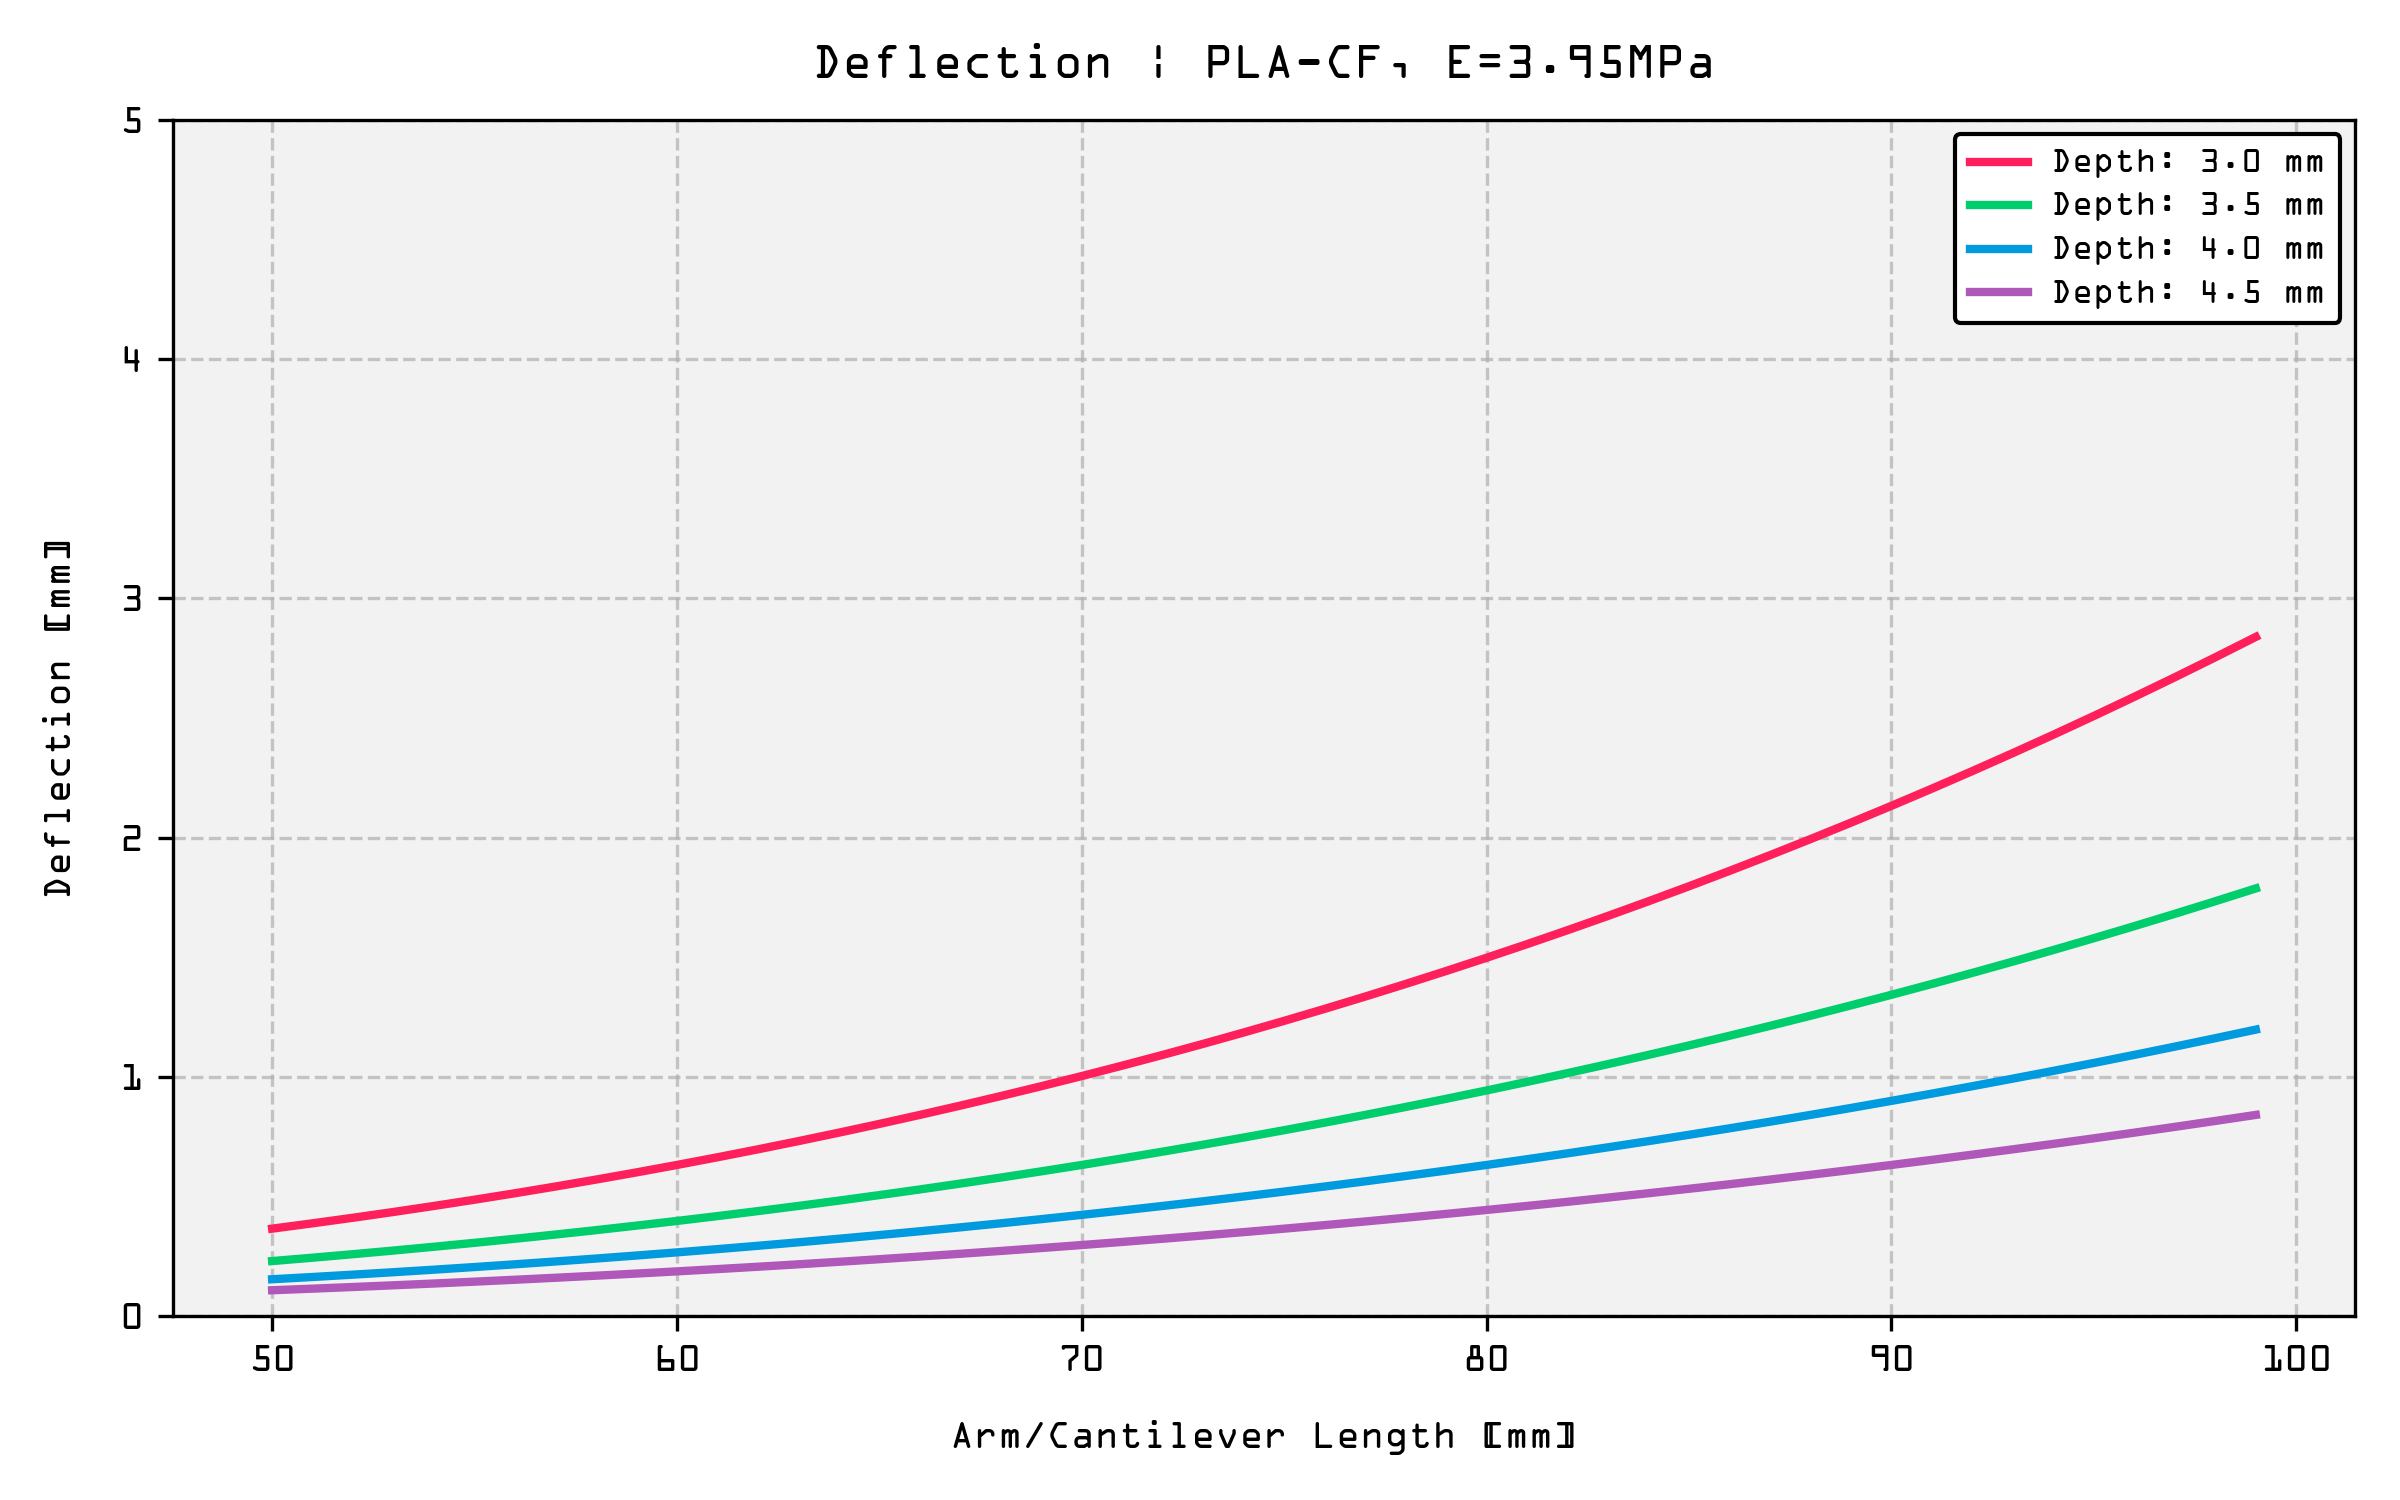 Deflection ¦ PLA-CF, E=3.95MPa
5
4
3
2
1
0
Deflection [mm]
Depth: 3.0 mm
Depth: 3.5 mm
Depth: 4.0 mm
Depth: 4.5 mm
50 60 70 80 90 100
Arm/Cantilever Length [mm]